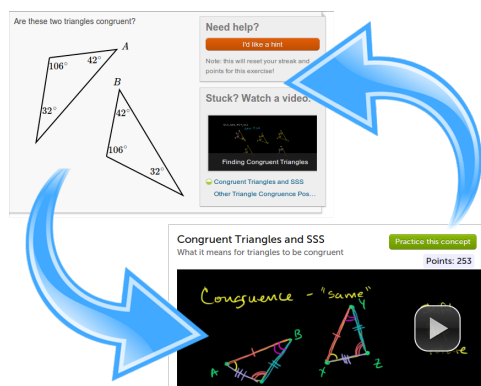 Are these two triangles congruent?
A
106°
42°
32°
B
42°
106°
32°
Need help?
I'd like a hint
Note: this will reset your streak and
points for this exercise!
Stuck? Watch a video.
Finding Congruent Triangles
Congruent Triangles and SSS
Other Triangle Congruence Pos...
Congruent Triangles and SSS
What it means for triangles to be congruent
Practice this concept
Points: 253
Congruence - "same"
A
B
Y
X
Z